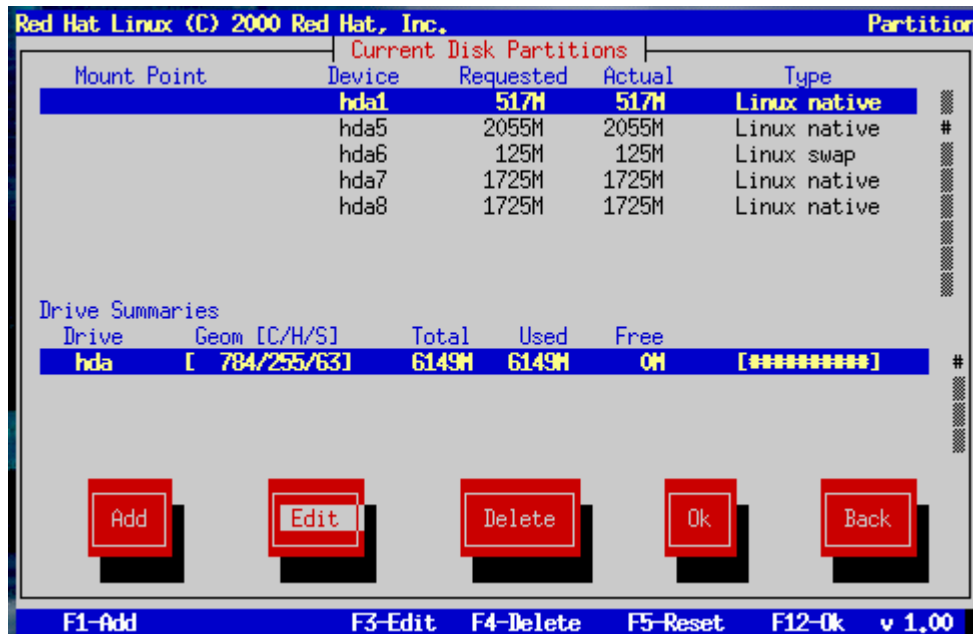 Red Hat Linux (C) 2000 Red Hat, Inc. Partition
Current Disk Partitions
Mount Point Device Requested Actual Type
hda1 517M 517M Linux native
hda5 2055M 2055M Linux native #
hda6 125M 125M Linux swap
hda7 1725M 1725M Linux native
hda8 1725M 1725M Linux native
Drive Summaries
Drive Geom [C/H/S] Total Used Free
hda [ 784/255/63] 6149M 6149M 0M [##########] #
Add Edit Delete Ok Back
F1-Add F3-Edit F4-Delete F5-Reset F12-Ok v 1.00